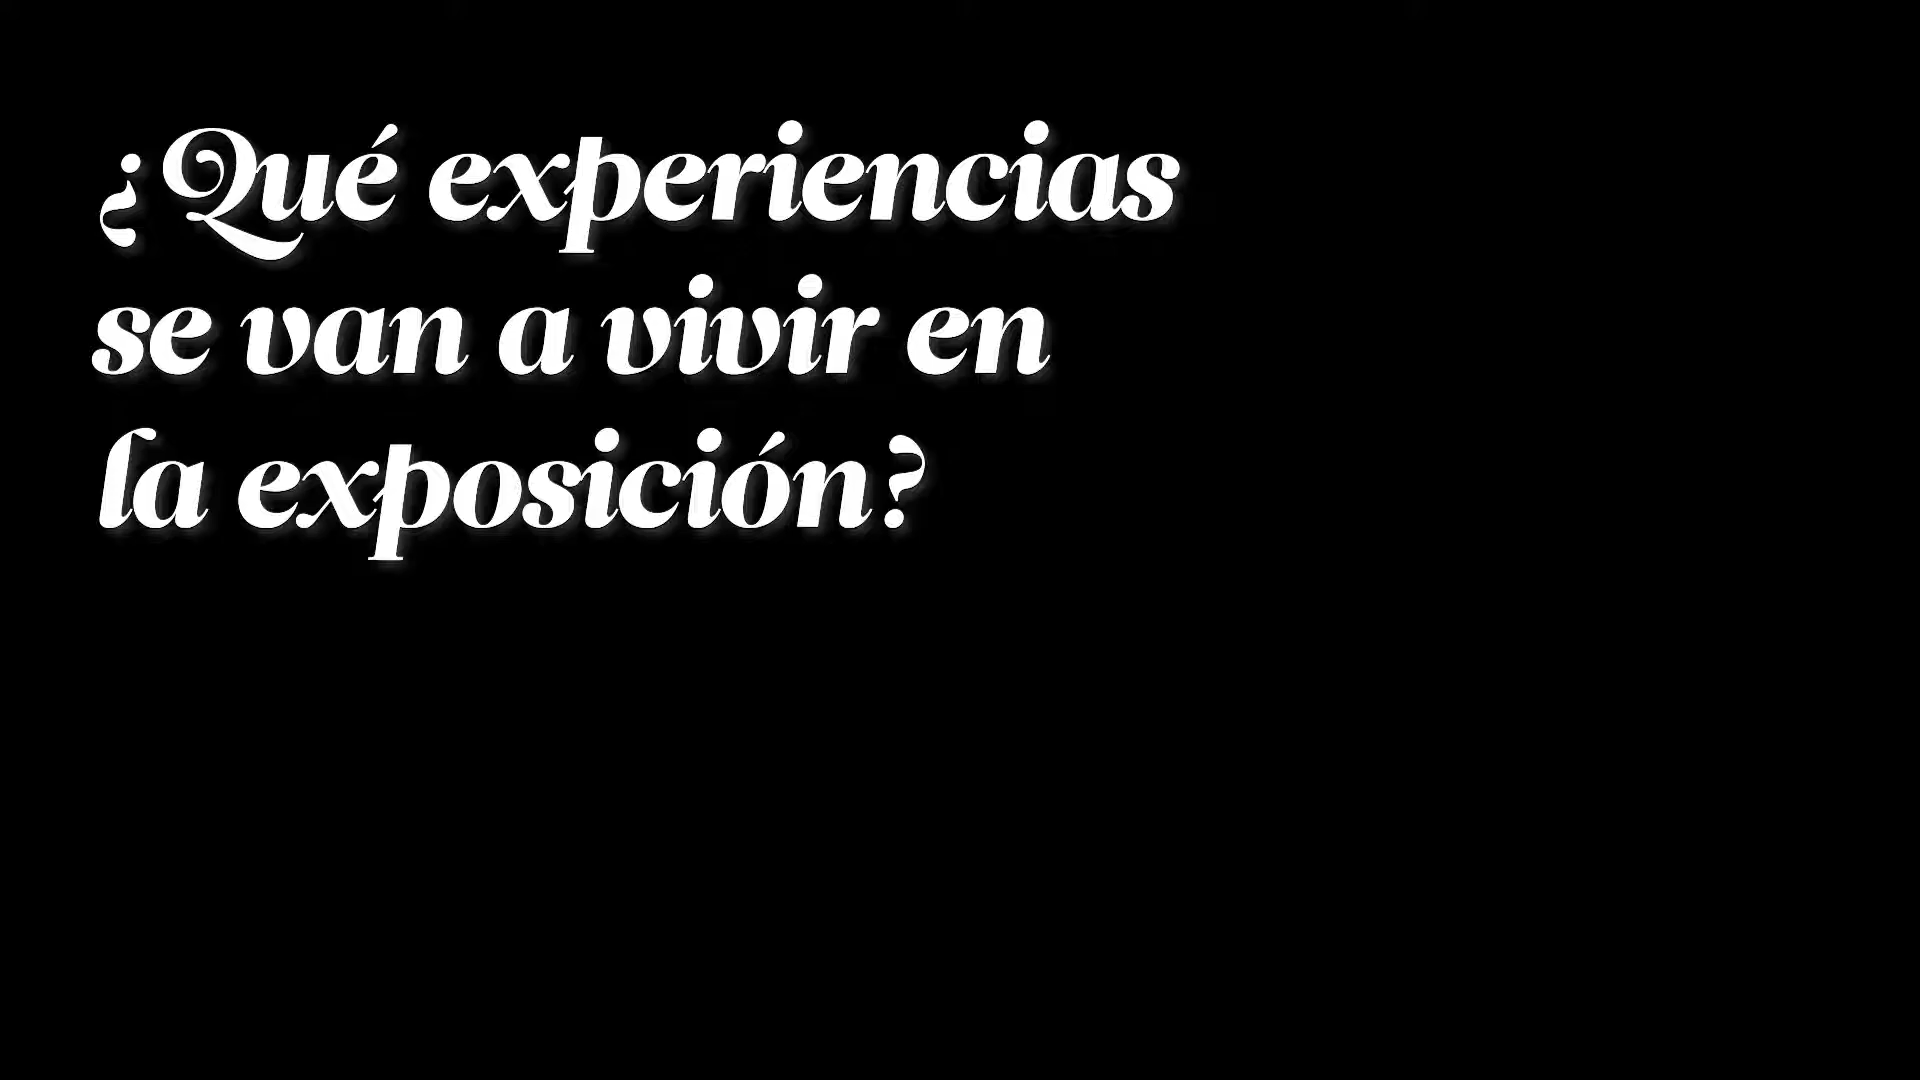 ¿Qué experiencias
se van a vivir en
la exposición?